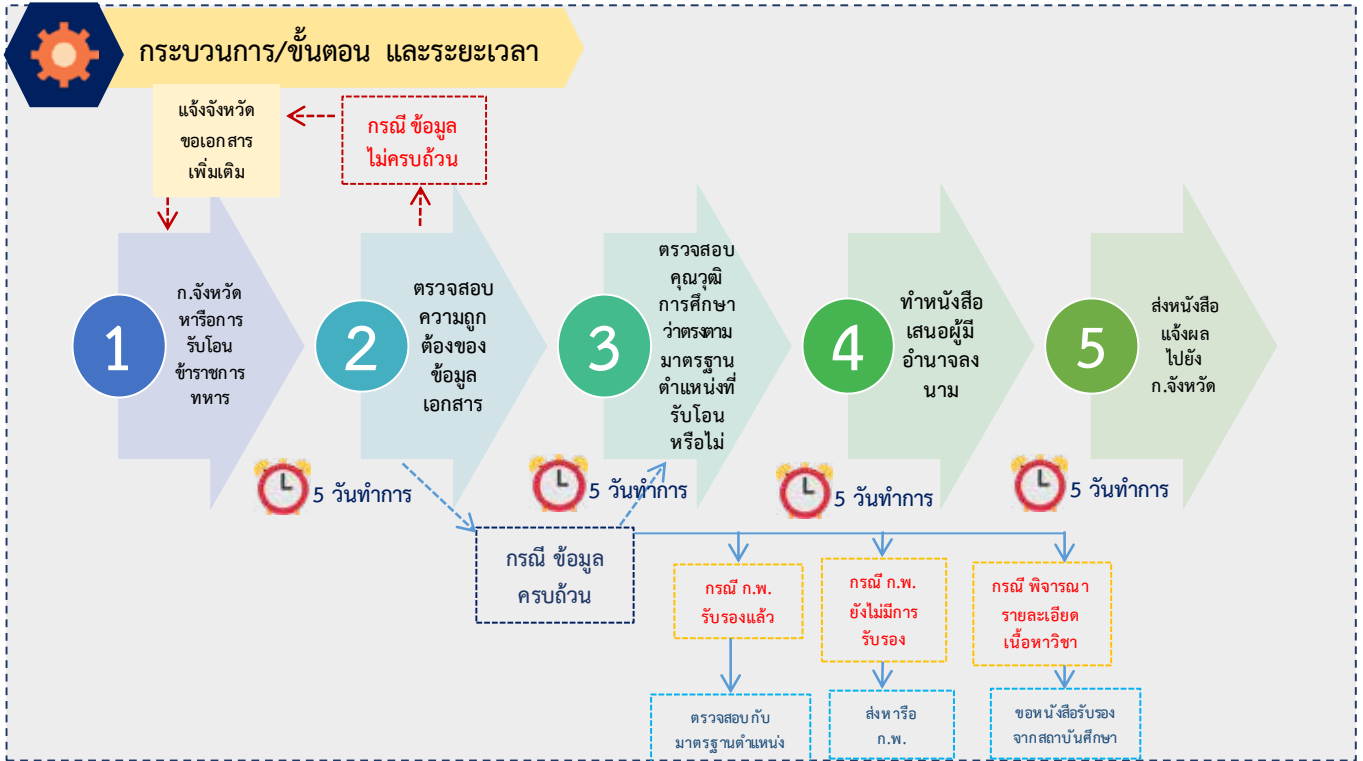 กระบวนการ/ขั้นตอน และระยะเวลา
แจ้งจังหวัด
ขอเอกสาร
เพิ่มเติม
กรณี ข้อมูล
ไม่ครบถ้วน
1
ก.จังหวัด
หารือการ
รับโอน
ข้าราชการ
ทหาร
2
ตรวจสอบ
ความถูก
ต้องของ
ข้อมูล
เอกสาร
3
ตรวจสอบ
คุณวุฒิ
การศึกษา
ว่าตรงตาม
มาตรฐาน
ตำแหน่งที่
รับโอน
หรือไม่
4
ทำหนังสือ
เสนอผู้มี
อำนาจลง
นาม
5
ส่งหนังสือ
แจ้งผล
ไปยัง
ก.จังหวัด
5 วันทำการ
5 วันทำการ
5 วันทำการ
5 วันทำการ
กรณี ข้อมูล
ครบถ้วน
กรณี ก.พ.
รับรองแล้ว
กรณี ก.พ.
ยังไม่มีการ
รับรอง
กรณี พิจารณา
รายละเอียด
เนื้อหาวิชา
ตรวจสอบกับ
มาตรฐานตำแหน่ง
ส่งหารือ
ก.พ.
ขอหนังสือรับรอง
จากสถาบันศึกษา